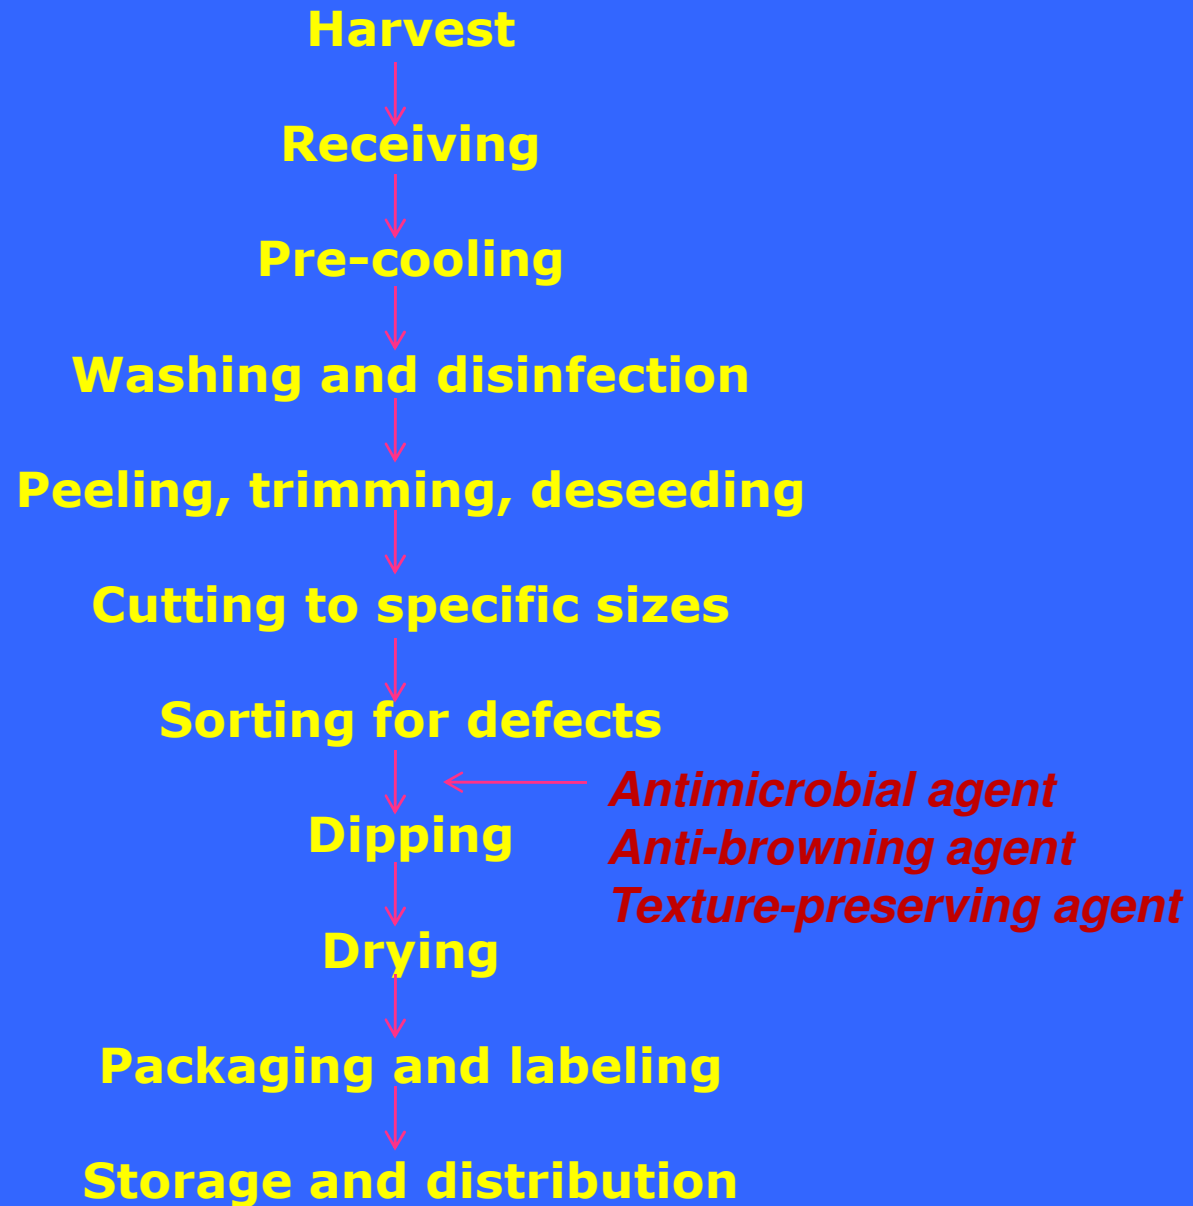 Harvest
Receiving
Pre-cooling
Washing and disinfection
Peeling, trimming, deseeding
Cutting to specific sizes
Sorting for defects
Antimicrobial agent
Dipping
Anti-browning agent
Texture-preserving agent
Drying
Packaging and labeling
Storage and distribution